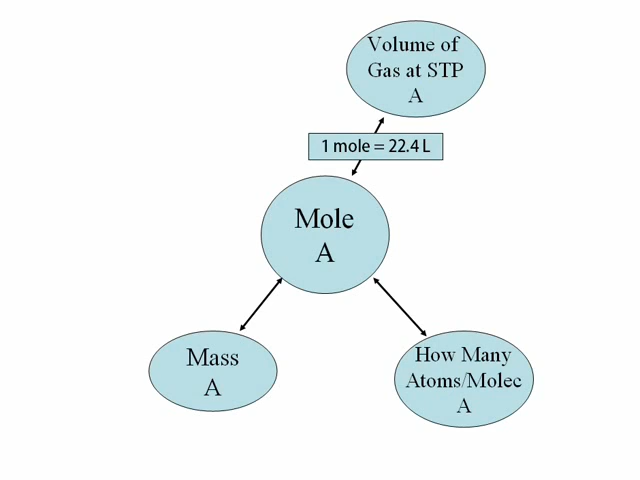 Volume of
Gas at STP
A
1 mole = 22.4 L
Mole
A
Mass
A
How Many
Atoms/Molec
A